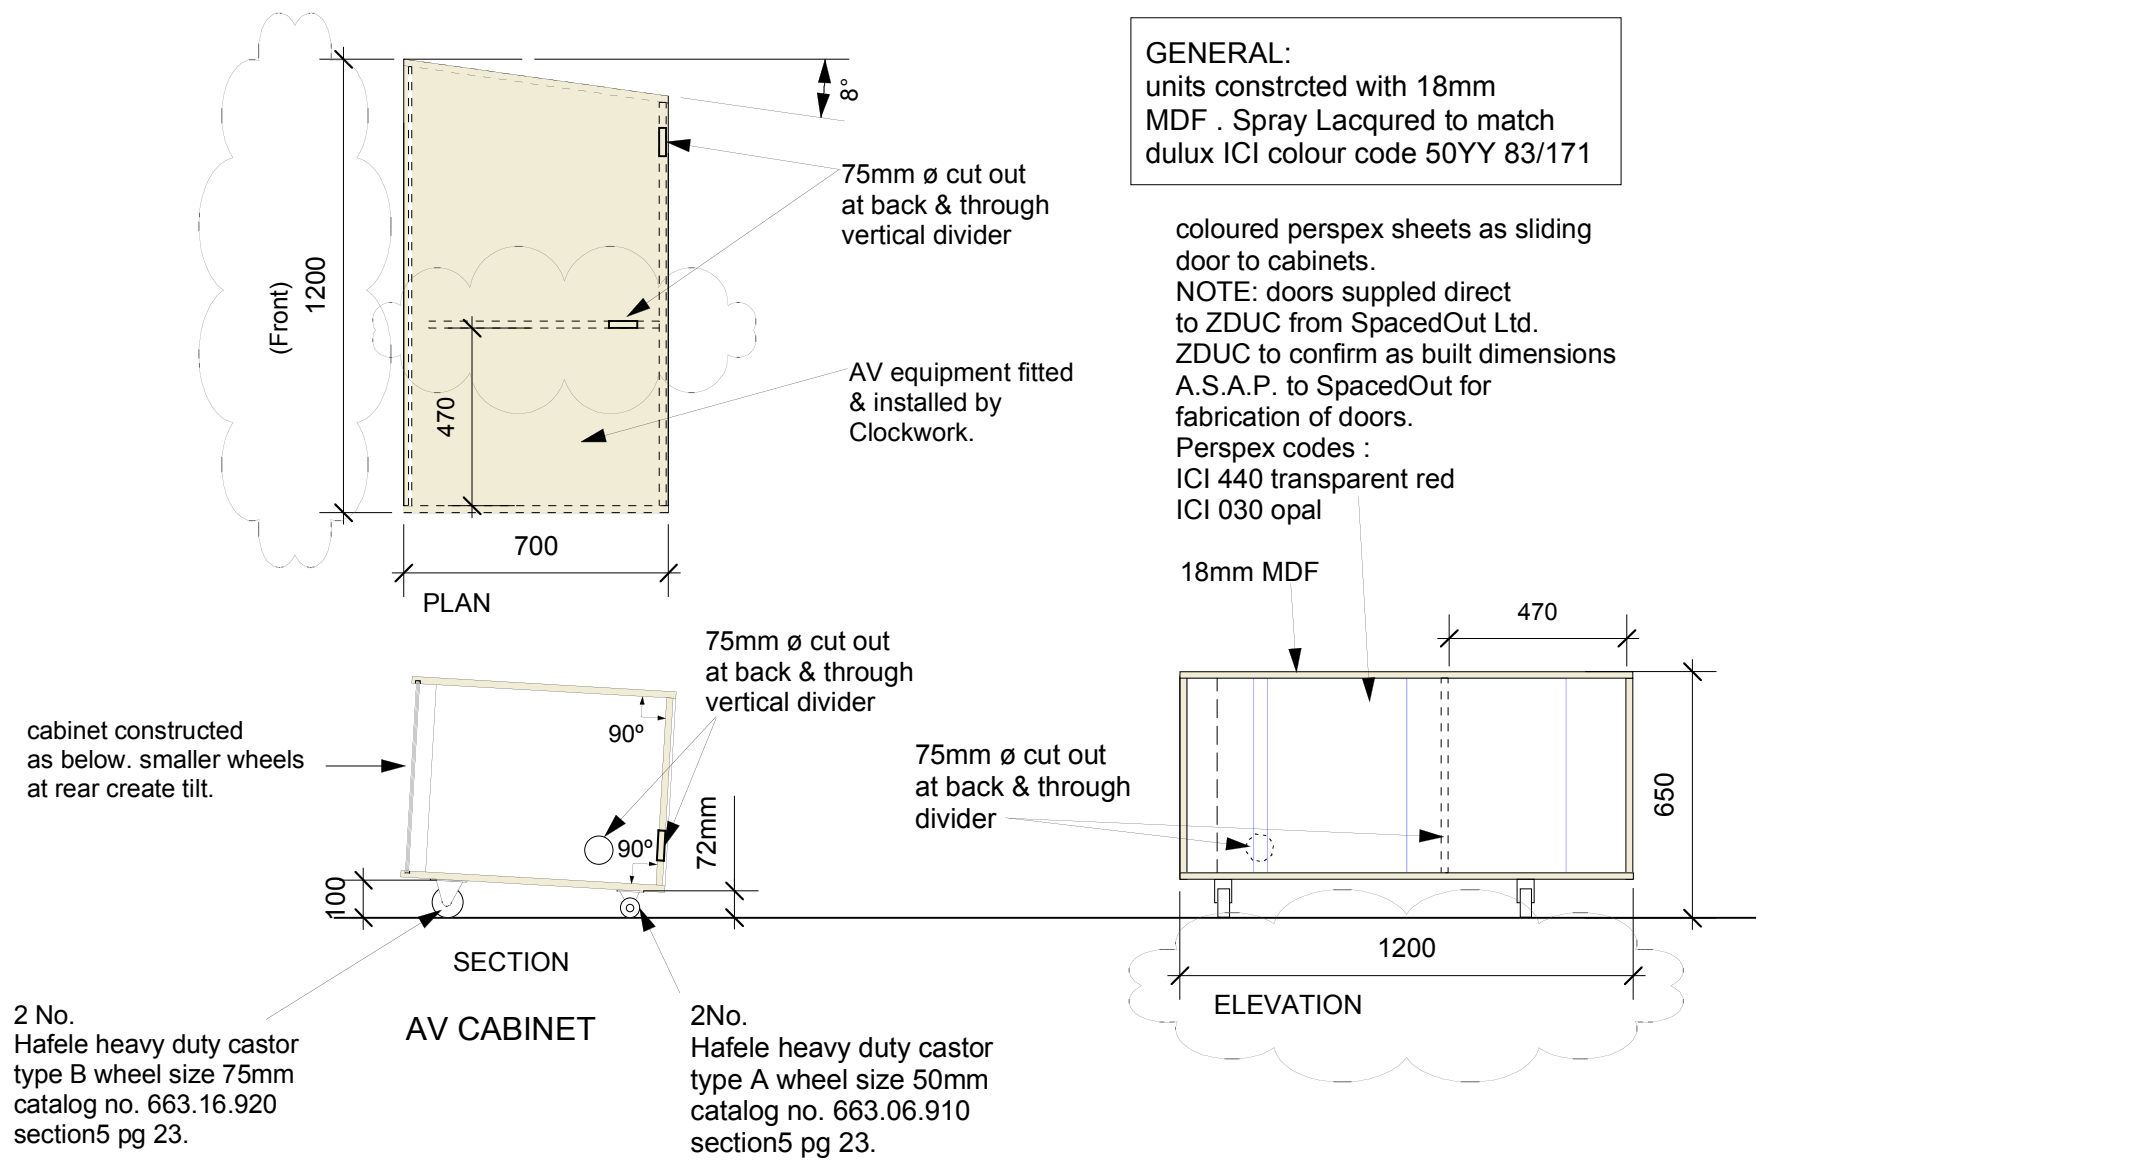 GENERAL:
units constrcted with 18mm
MDF . Spray Lacqured to match
dulux ICI colour code 50YY 83/171
8°
75mm ø cut out
at back & through
vertical divider
(Front)
1200
470
AV equipment fitted
& installed by
Clockwork.
700
PLAN
coloured perspex sheets as sliding
door to cabinets.
NOTE: doors suppled direct
to ZDUC from SpacedOut Ltd.
ZDUC to confirm as built dimensions
A.S.A.P. to SpacedOut for
fabrication of doors.
Perspex codes :
ICI 440 transparent red
ICI 030 opal
18mm MDF
470
75mm ø cut out
at back & through
vertical divider
90º
cabinet constructed
as below. smaller wheels
at rear create tilt.
90º
72mm
100
75mm ø cut out
at back & through
divider
650
1200
ELEVATION
SECTION
AV CABINET
2 No.
Hafele heavy duty castor
type B wheel size 75mm
catalog no. 663.16.920
section5 pg 23.
2No.
Hafele heavy duty castor
type A wheel size 50mm
catalog no. 663.06.910
section5 pg 23.